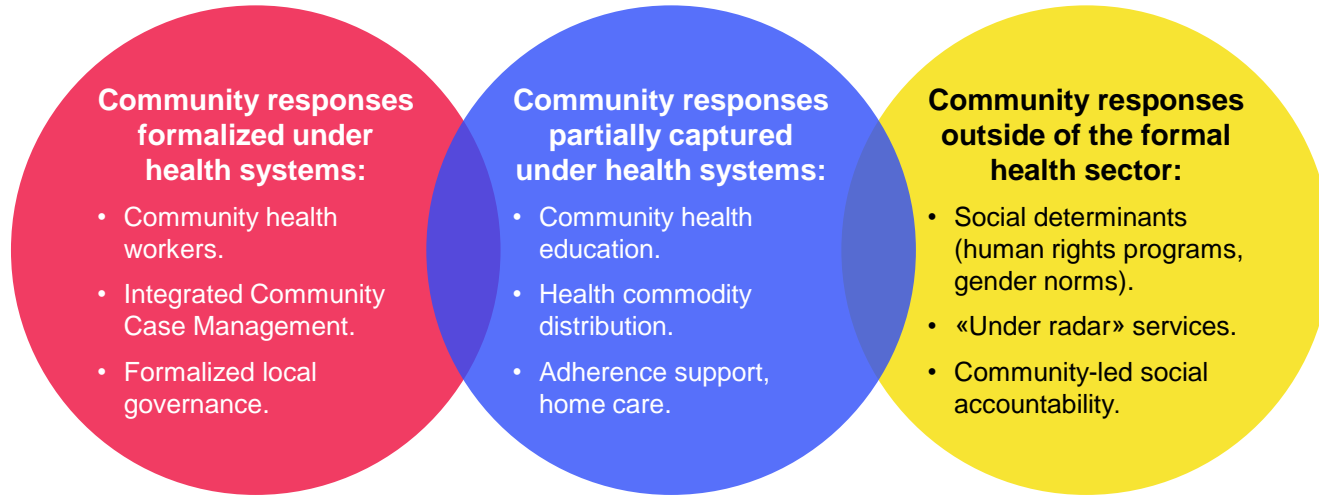 Community responses
formalized under
health systems:
• Community health
workers.
• Integrated Community
Case Management.
• Formalized local
governance.
Community responses
partially captured
under health systems:
• Community health
education.
• Health commodity
distribution.
• Adherence support,
home care.
Community responses
outside of the formal
health sector:
• Social determinants
(human rights programs,
gender norms).
• «Under radar» services.
• Community-led social
accountability.